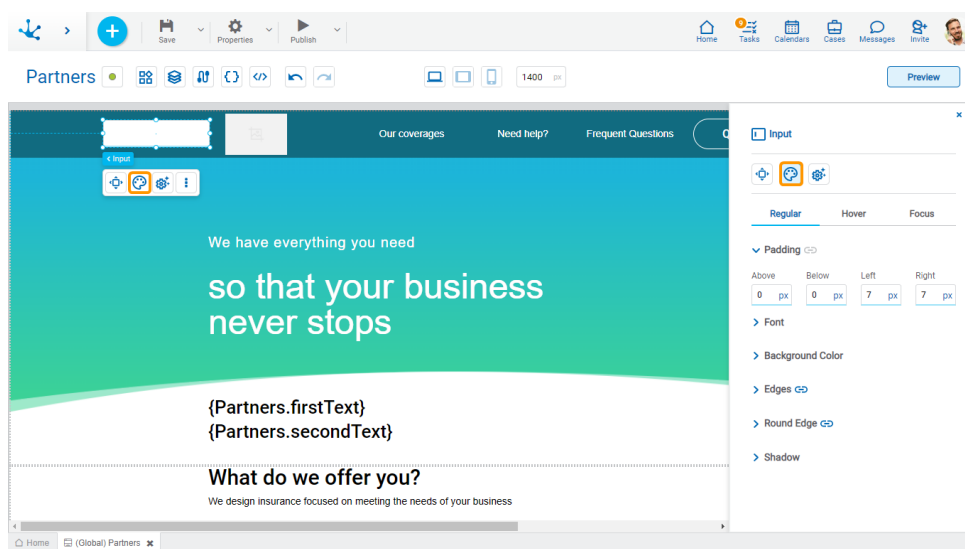 Save
Properties
Publish
Home
9
Tasks
Calendars
Cases
Messages
Invite
Partners
1400 px
Preview
Our coverages
Need help?
Frequent Questions
Q
< Input
We have everything you need
so that your business
never stops
{Partners.firstText}
{Partners.secondText}
What do we offer you?
We design insurance focused on meeting the needs of your business
Input
Regular
Hover
Focus
Padding
Above
Below
Left
Right
0 px
0 px
7 px
7 px
Font
Background Color
Edges
Round Edge
Shadow
Home
(Global) Partners